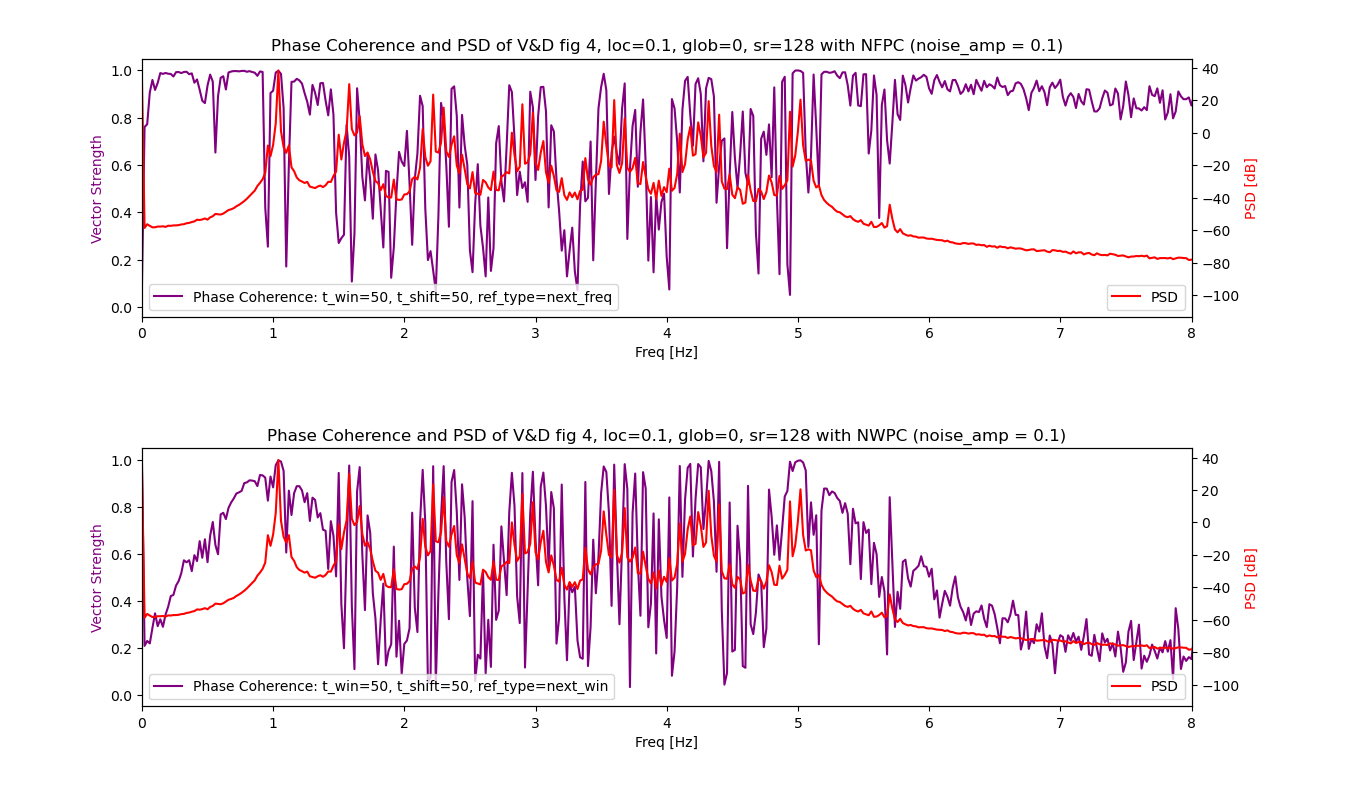 Phase Coherence and PSD of V&D fig 4, loc=0.1, glob=0, sr=128 with NFPC (noise_amp = 0.1)
1.0
0.8
0.6
0.4
0.2
0.0
Vector Strength
40
20
0
−20
−40
−60
−80
−100
PSD [dB]
Phase Coherence: t_win=50, t_shift=50, ref_type=next_freq
PSD
0 1 2 3 4 5 6 7 8
Freq [Hz]
Phase Coherence and PSD of V&D fig 4, loc=0.1, glob=0, sr=128 with NWPC (noise_amp = 0.1)
1.0
0.8
0.6
0.4
0.2
0.0
Vector Strength
40
20
0
−20
−40
−60
−80
−100
PSD [dB]
Phase Coherence: t_win=50, t_shift=50, ref_type=next_win
PSD
0 1 2 3 4 5 6 7 8
Freq [Hz]